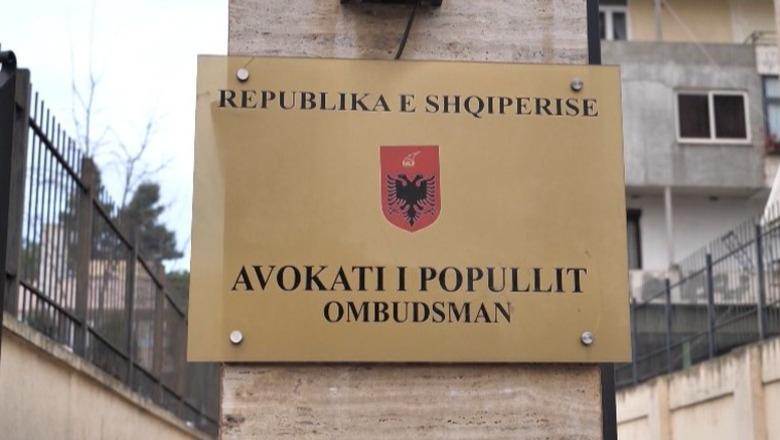 REPUBLIKA E SHQIPERISE
AVOKATI I POPULLIT
OMBUDSMAN